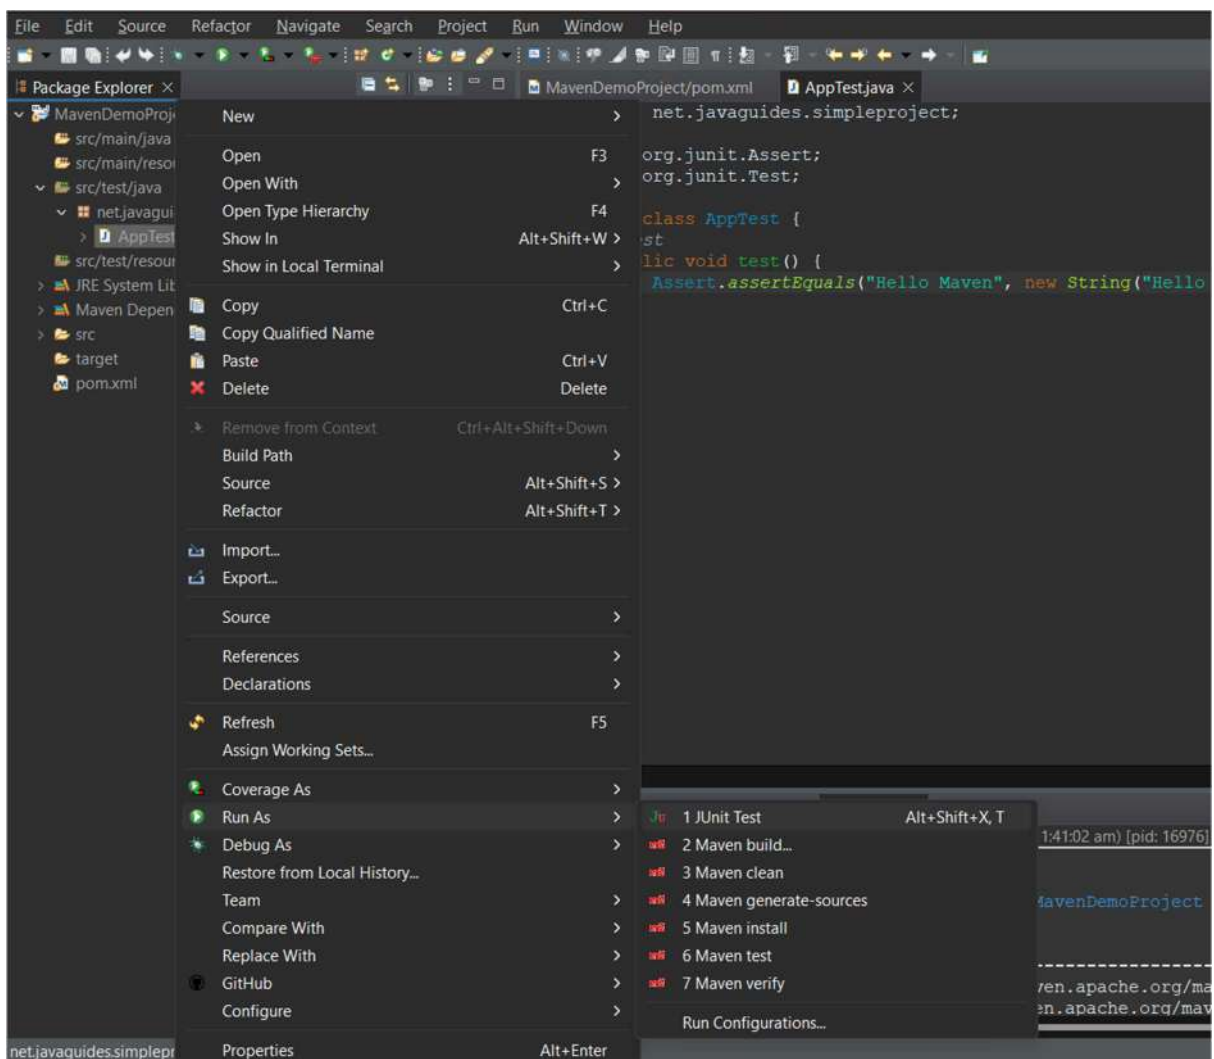 File Edit Source Refactor Navigate Search Project Run Window Help
Package Explorer
MavenDemoProject/pom.xml
AppTest.java
MavenDemoProj
src/main/java
src/main/resou
src/test/java
net.javagui
AppTest
src/test/resour
JRE System Lib
Maven Depen
src
target
pom.xml
New
Open F3
Open With
Open Type Hierarchy F4
Show In Alt+Shift+W
Show in Local Terminal
Copy Ctrl+C
Copy Qualified Name
Paste Ctrl+V
Delete Delete
Remove from Context Ctrl+Alt+Shift+Down
Build Path
Source Alt+Shift+S
Refactor Alt+Shift+T
Import...
Export...
Source
References
Declarations
Refresh F5
Assign Working Sets...
Coverage As
Run As
Debug As
Restore from Local History...
Team
Compare With
Replace With
GitHub
Configure
Properties Alt+Enter
net.javaguides.simplepr
net.javaguides.simpleproject;
org.junit.Assert;
org.junit.Test;
class AppTest {
st
lic void test() {
Assert.assertEquals("Hello Maven", new String("Hello
Ju 1 JUnit Test Alt+Shift+X, T
m2 2 Maven build...
m2 3 Maven clean
m2 4 Maven generate-sources
m2 5 Maven install
m2 6 Maven test
m2 7 Maven verify
Run Configurations...
1:41:02 am) [pid: 16976]
MavenDemoProject
ven.apache.org/ma
en.apache.org/mav